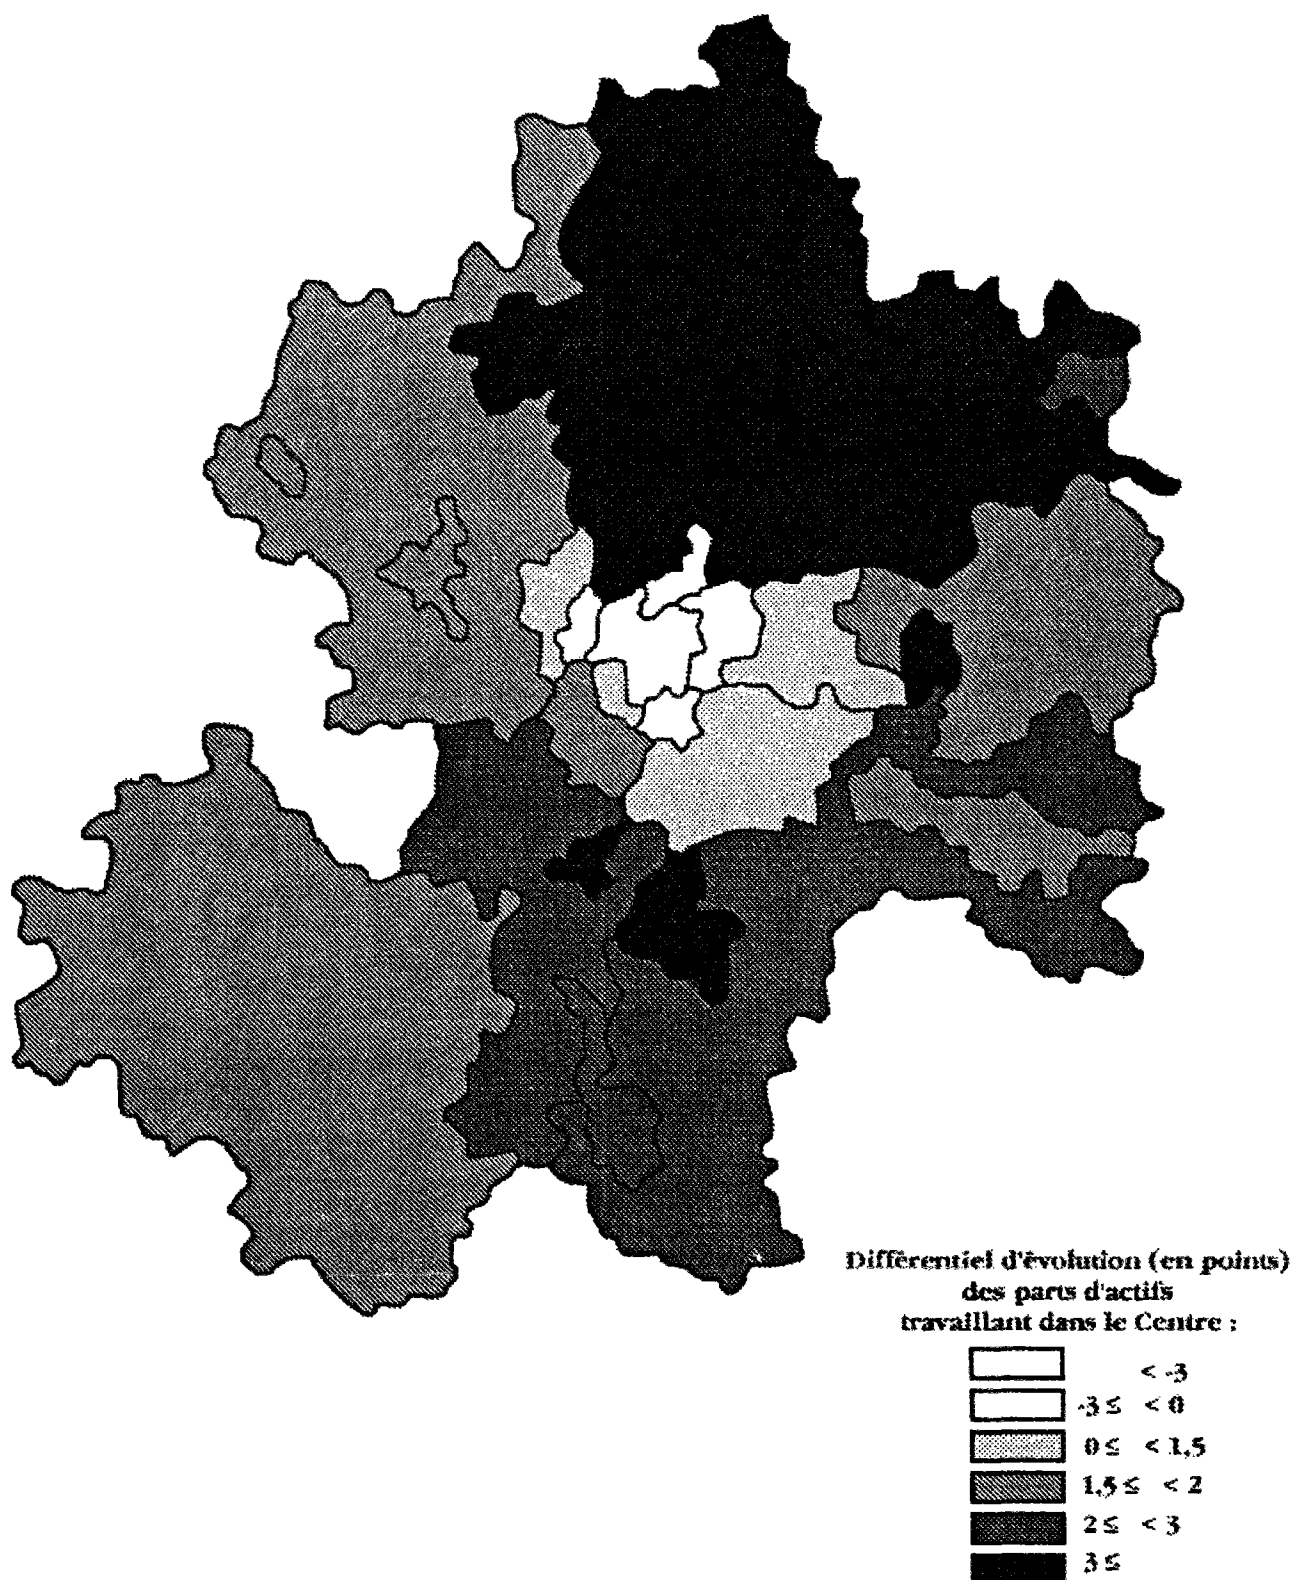 Différentiel d'évolution (en points)
des parts d'actifs
travaillant dans le Centre :
< -3
-3 ≤ < 0
0 ≤ < 1,5
1,5 ≤ < 2
2 ≤ < 3
3 ≤